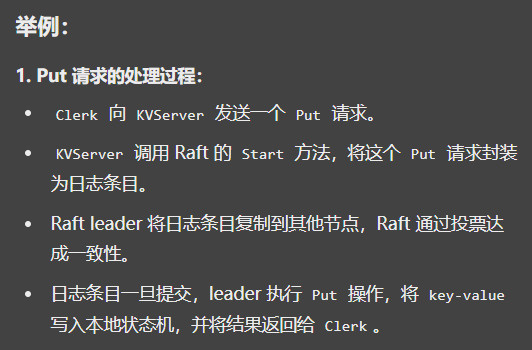 举例：
1. Put 请求的处理过程：
• Clerk 向 KVServer 发送一个 Put 请求。
• KVServer 调用 Raft 的 Start 方法，将这个 Put 请求封装
为日志条目。
• Raft leader 将日志条目复制到其他节点，Raft 通过投票达
成一致性。
• 日志条目一旦提交，leader 执行 Put 操作，将 key-value
写入本地状态机，并将结果返回给 Clerk。